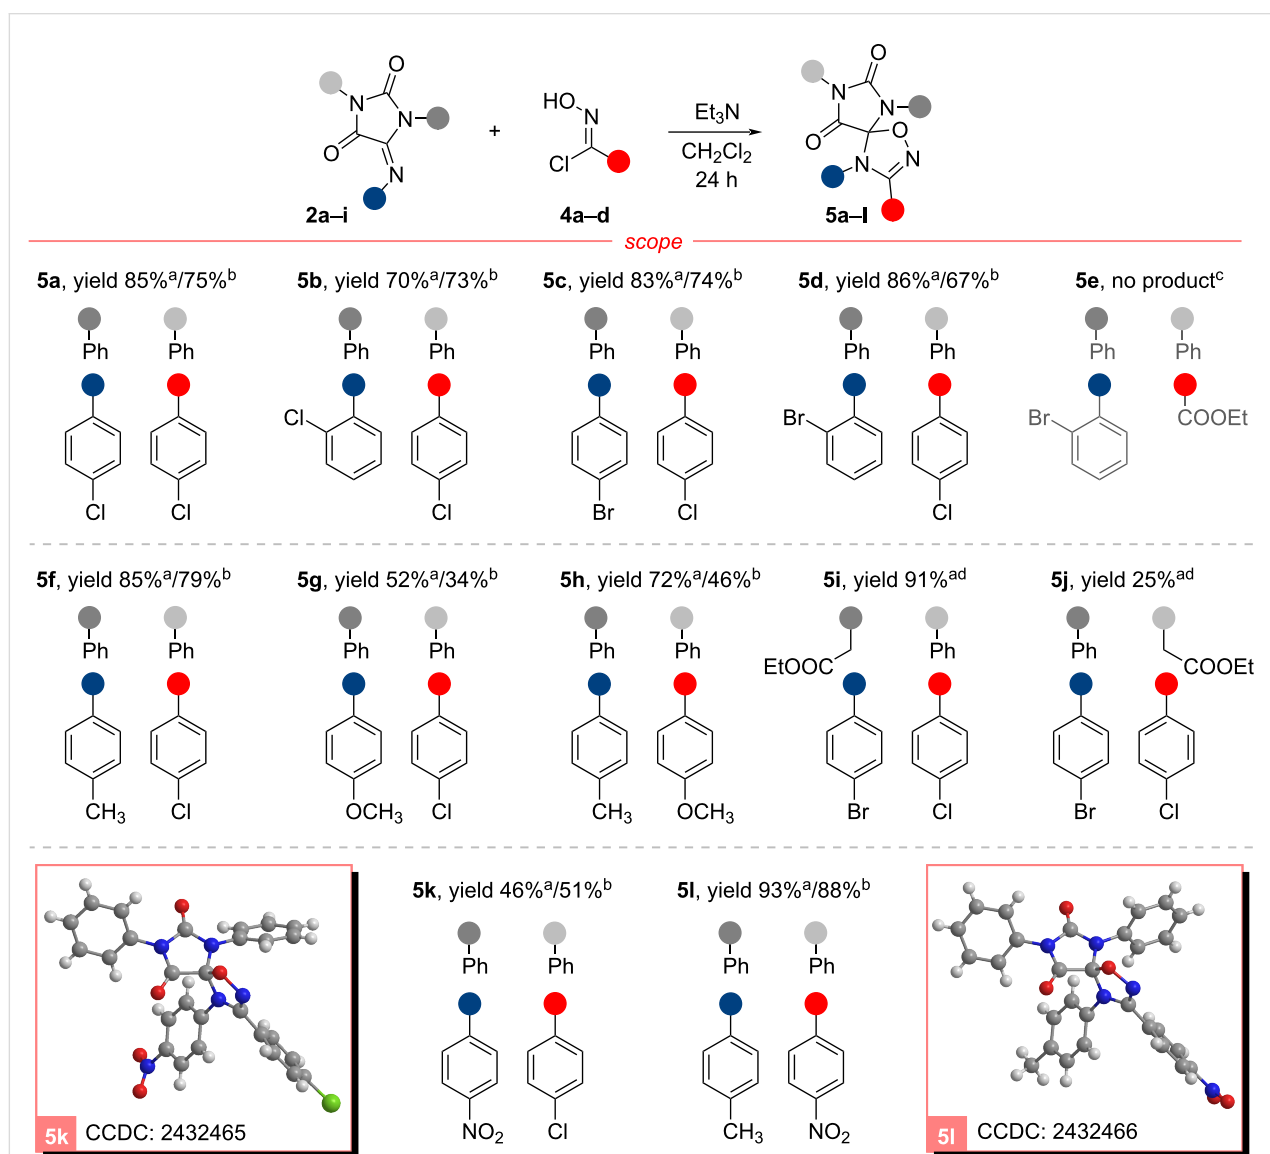 O
N
N
O
N
2a–i
+
HO
N
Cl
4a–d
Et3N
CH2Cl2
24 h
O
N
N
O
O
N
N
5a–l
scope
5a, yield 85%a/75%b
5b, yield 70%a/73%b
5c, yield 83%a/74%b
5d, yield 86%a/67%b
5e, no productc
Ph Ph
Ph Ph
Ph Ph
Ph Ph
Ph Ph
Cl
Br
Br
COOEt
Cl Cl
Cl
Br Cl
Cl
5f, yield 85%a/79%b
5g, yield 52%a/34%b
5h, yield 72%a/46%b
5i, yield 91%ad
5j, yield 25%ad
Ph Ph
Ph Ph
Ph Ph
EtOOC Ph
Ph COOEt
CH3 Cl
OCH3 Cl
CH3 OCH3
Br Cl
Br Cl
5k, yield 46%a/51%b
5l, yield 93%a/88%b
Ph Ph
Ph Ph
NO2 Cl
CH3 NO2
5k CCDC: 2432465
5l CCDC: 2432466